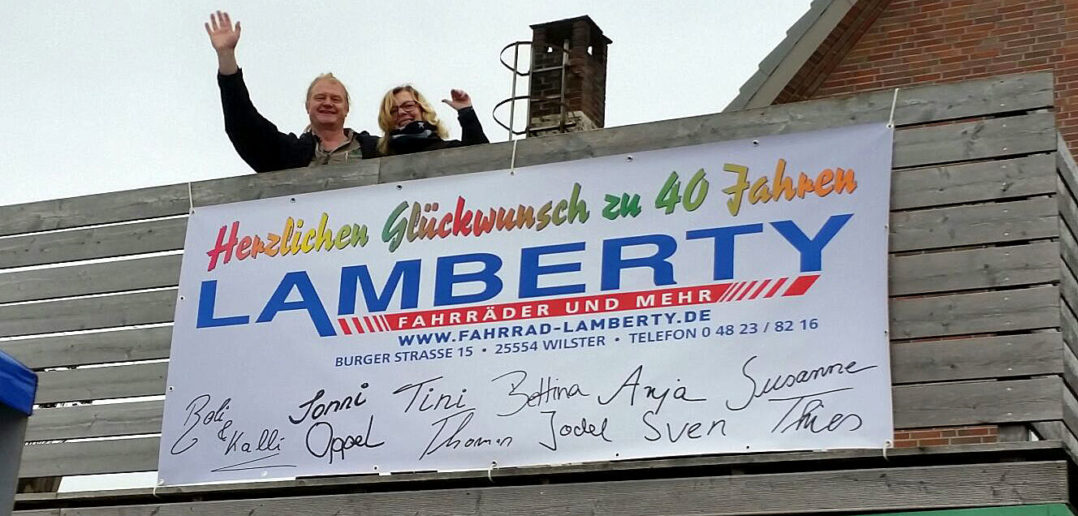 Herzlichen Glückwunsch zu 40 Jahren
LAMBERTY
FAHRRÄDER UND MEHR
WWW.FAHRRAD-LAMBERTY.DE
BURGER STRASSE 15 • 25554 WILSTER • TELEFON 0 48 23 / 82 16
Jonni Tini Bettina Anja Susanne
& Kalli Oppel Thomas Jodel Sven Thies